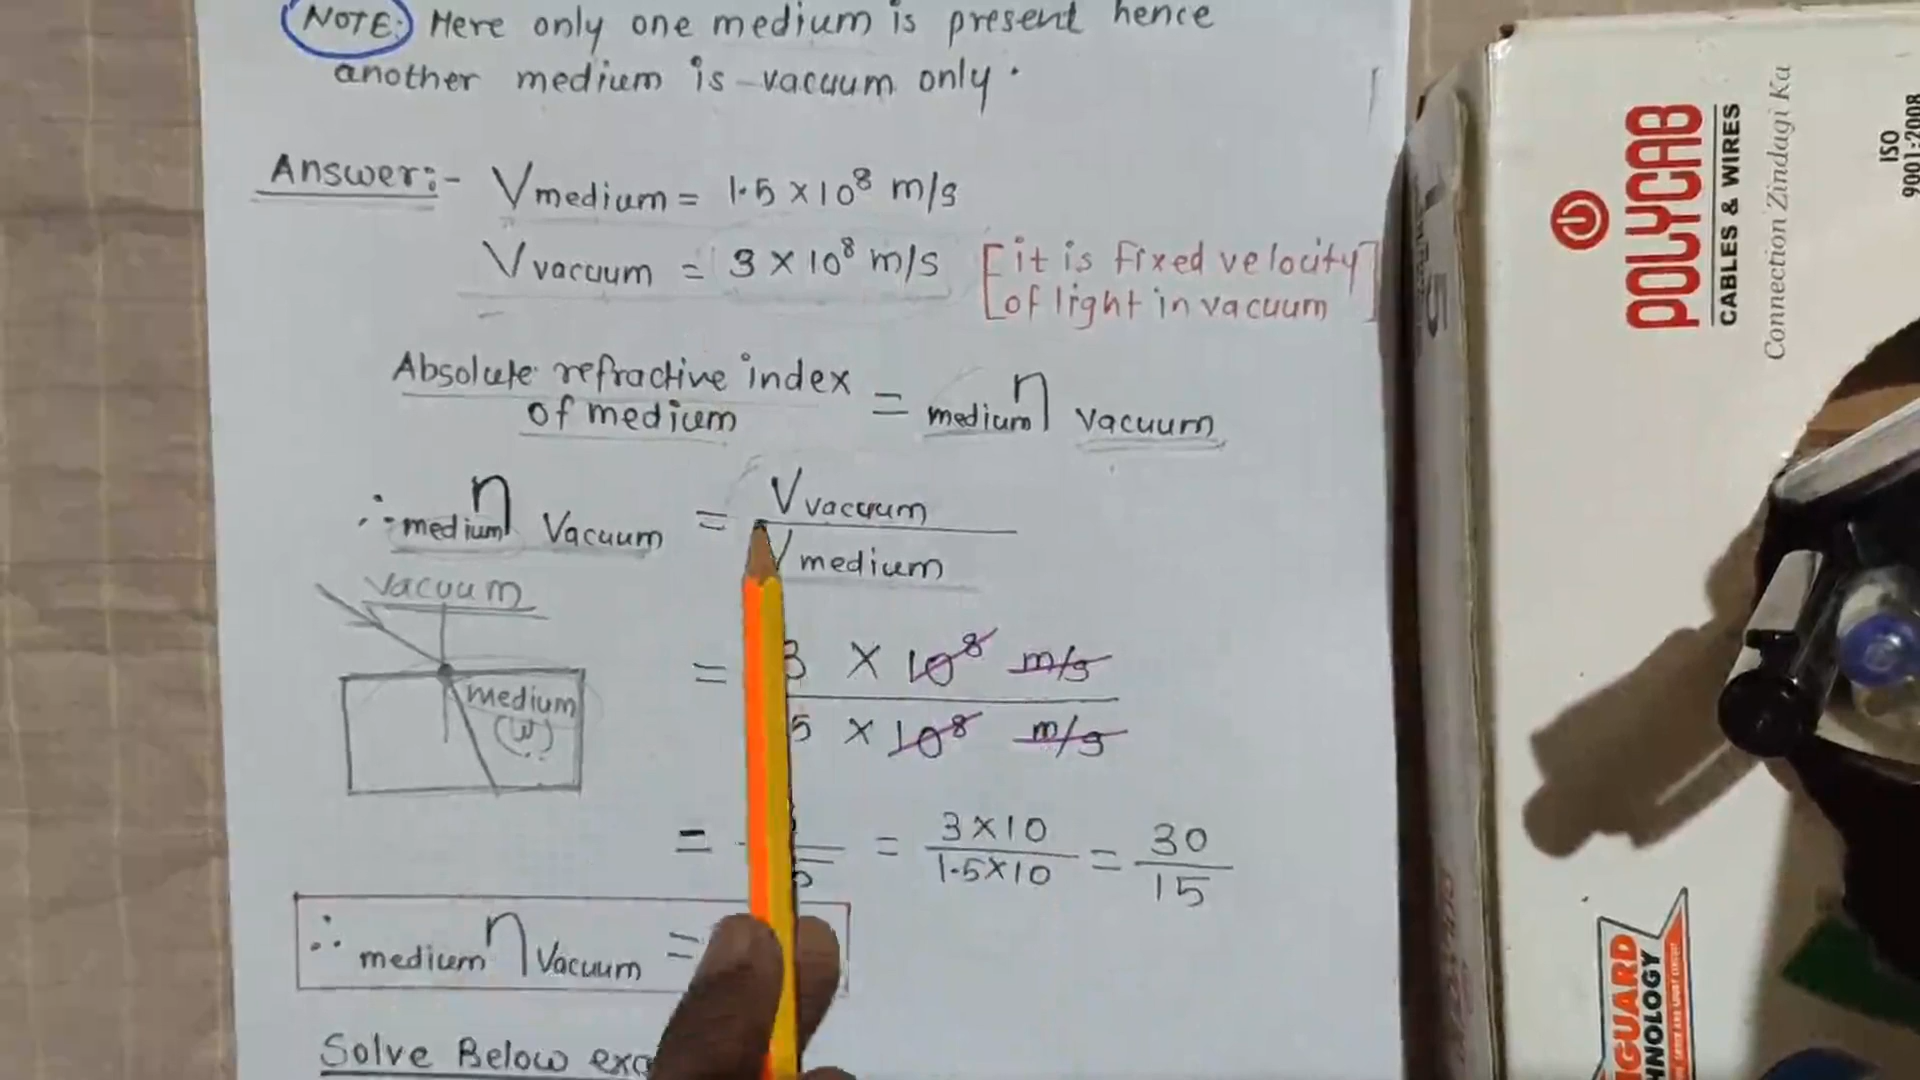 NOTE: Here only one medium is present hence
another medium is vacuum only.
Answer:- Vmedium = 1.5 × 10⁸ m/s
Vvacuum = 3 × 10⁸ m/s [it is fixed velocity
of light in vacuum]
Absolute refractive index
of medium = medium η vacuum
∴ medium η Vacuum = Vvacuum
Vmedium
vacuum
medium
= 3 × 10⁸ m/s
5 × 10⁸ m/s
= 3×10 / 1.5×10 = 30 / 15
∴ medium η Vacuum =
Solve Below
POLYCAB
CABLES & WIRES
Connection Zindagi Ka
ISO
9001:2008